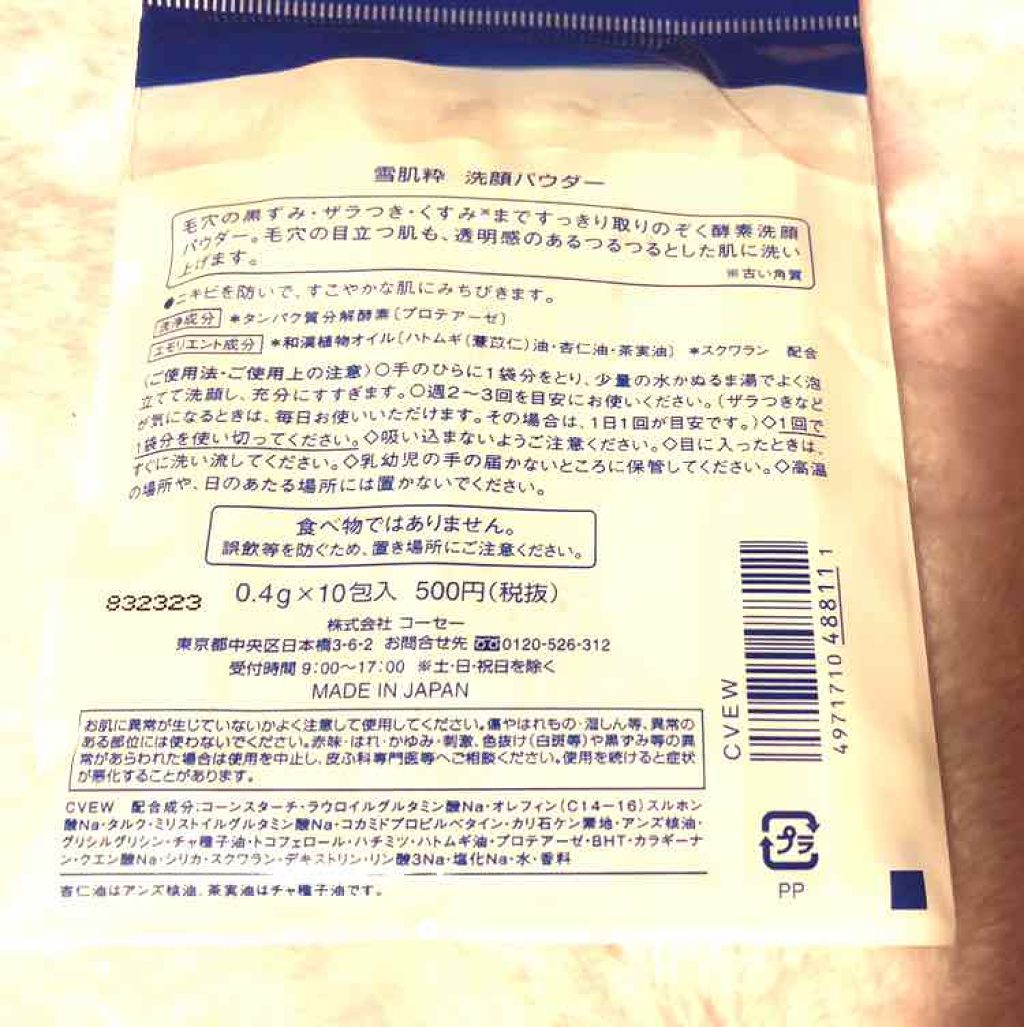 雪肌粋 洗顔パウダー
毛穴の黒ずみ・ザラつき・くすみ※まですっきり取りのぞく酵素洗顔
パウダー。毛穴の目立つ肌も、透明感のあるつるつるとした肌に洗い
上げます。
※古い角質
●ニキビを防いで、すこやかな肌にみちびきます。
洗浄成分 *タンパク質分解酵素〔プロテアーゼ〕
エモリエント成分 *和漢植物オイル〔ハトムギ(薏苡仁)油・杏仁油・茶実油〕 *スクワラン 配合
〈ご使用法・ご使用上の注意〉○手のひらに1袋分をとり、少量の水かぬるま湯でよく泡
立てて洗顔し、充分にすすぎます。○週2〜3回を目安にお使いください。(ザラつきなど
が気になるときは、毎日お使いいただけます。その場合は、1日1回が目安です。)◇1回で
1袋分を使い切ってください。◇吸い込まないようご注意ください。◇目に入ったときは、
すぐに洗い流してください。◇乳幼児の手の届かないところに保管してください。◇高温
の場所や、日のあたる場所には置かないでください。
食べ物ではありません。
誤飲等を防ぐため、置き場所にご注意ください。
832323
0.4g×10包入 500円(税抜)
株式会社 コーセー
東京都中央区日本橋3-6-2 お問合せ先 0120-526-312
受付時間 9:00〜17:00 ※土・日・祝日を除く
MADE IN JAPAN
お肌に異常が生じていないかよく注意して使用してください。傷やはれもの・湿しん等、異常の
ある部位には使わないでください。赤味・はれ・かゆみ・刺激、色抜け(白斑等)や黒ずみ等の異
常があらわれた場合は使用を中止し、皮ふ科専門医等へご相談ください。使用を続けると症状
が悪化することがあります。
CVEW 配合成分:コーンスターチ・ラウロイルグルタミン酸Na・オレフィン(C14-16)スルホン
酸Na・タルク・ミリストイルグルタミン酸Na・コカミドプロピルベタイン・カリ石ケン素地・アンズ核油・
グリシルグリシン・チャ種子油・トコフェロール・ハチミツ・ハトムギ油・プロテアーゼ・BHT・カラギーナ
ン・クエン酸Na・シリカ・スクワラン・デキストリン・リン酸3Na・塩化Na・水・香料
杏仁油はアンズ核油、茶実油はチャ種子油です。
CVEW
4971710 488111
プラ
PP